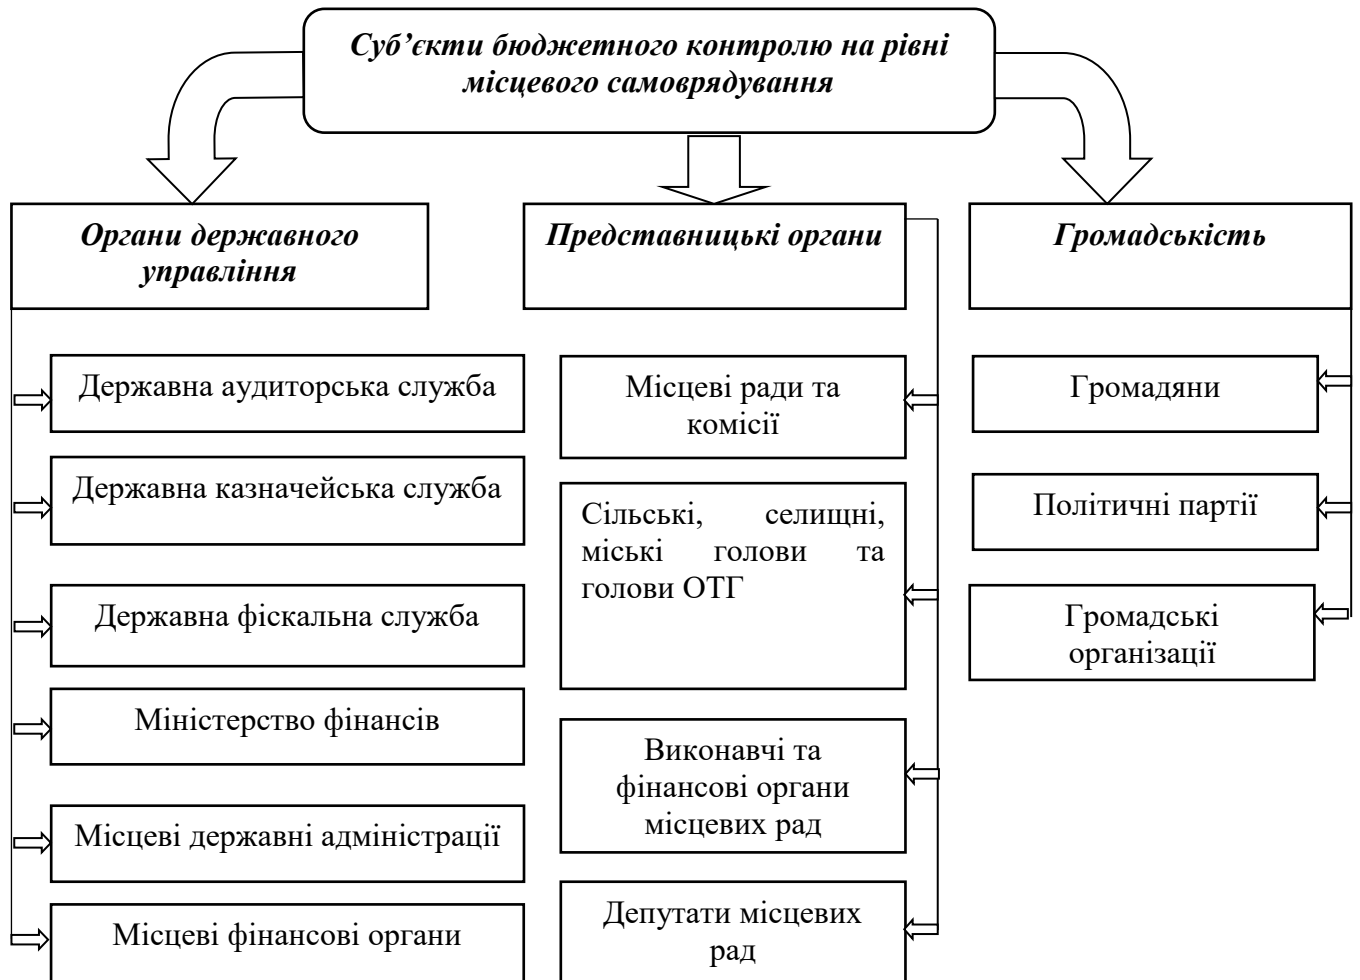 Суб’єкти бюджетного контролю на рівні
місцевого самоврядування
Органи державного
управління
Державна аудиторська служба
Державна казначейська служба
Державна фіскальна служба
Міністерство фінансів
Місцеві державні адміністрації
Місцеві фінансові органи
Представницькі органи
Місцеві ради та
комісії
Сільські, селищні,
міські голови та
голови ОТГ
Виконавчі та
фінансові органи
місцевих рад
Депутати місцевих
рад
Громадськість
Громадяни
Політичні партії
Громадські
організації